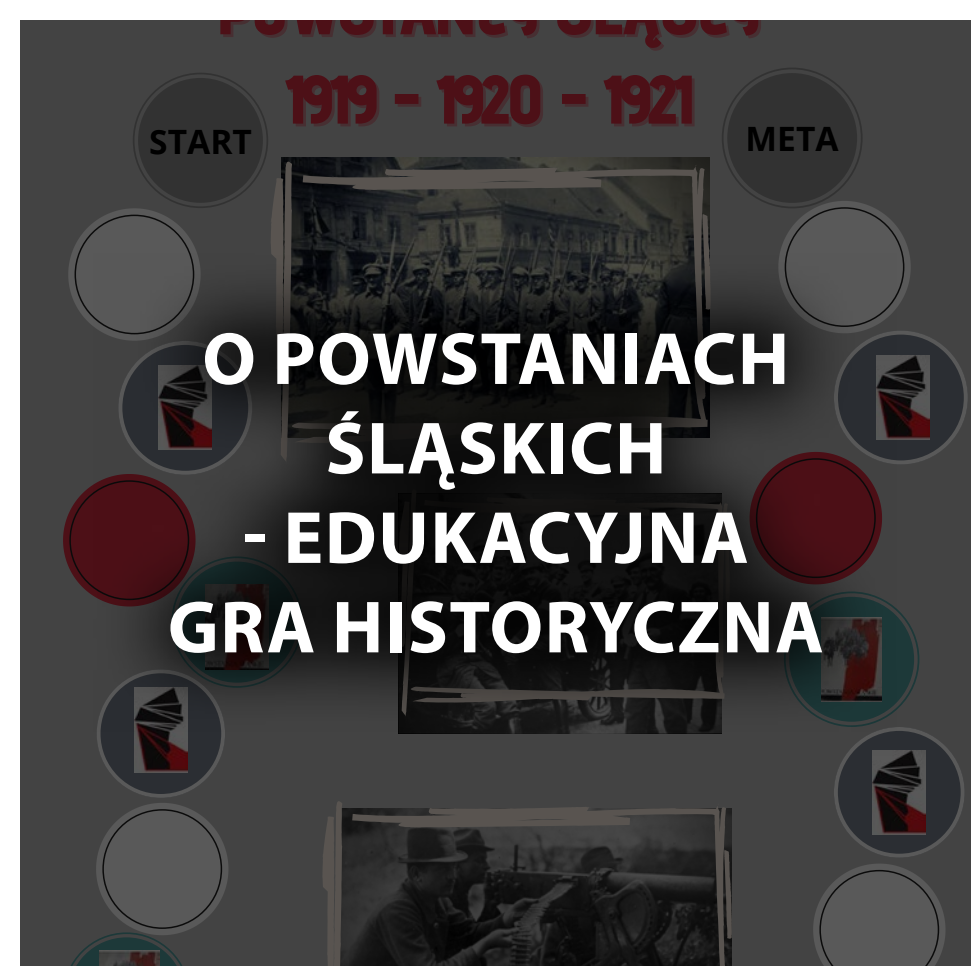 1919 - 1920 - 1921
START
META
O POWSTANIACH
ŚLĄSKICH
- EDUKACYJNA
GRA HISTORYCZNA